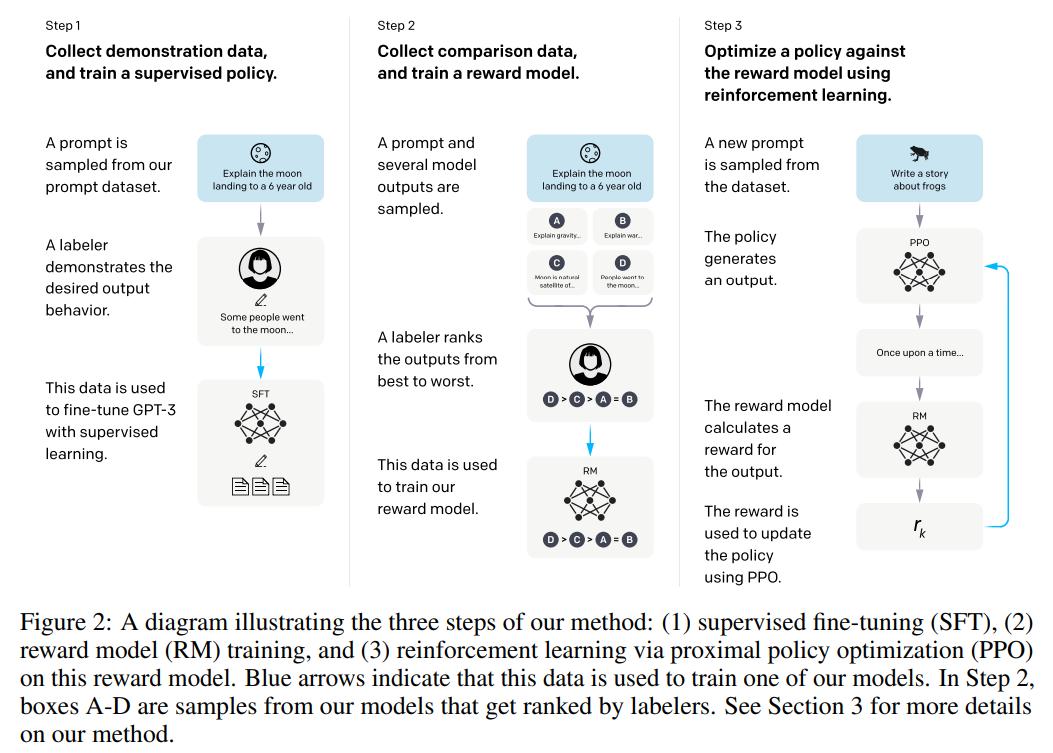 Step 1
Collect demonstration data,
and train a supervised policy.
A prompt is
sampled from our
prompt dataset.
Explain the moon
landing to a 6 year old
A labeler
demonstrates the
desired output
behavior.
Some people went
to the moon...
This data is used
to fine-tune GPT-3
with supervised
learning.
SFT
Step 2
Collect comparison data,
and train a reward model.
A prompt and
several model
outputs are
sampled.
Explain the moon
landing to a 6 year old
A
Explain gravity...
B
Explain war...
C
Moon is natural
satellite of...
D
People went to
the moon...
A labeler ranks
the outputs from
best to worst.
D > C > A = B
This data is used
to train our
reward model.
RM
D > C > A = B
Step 3
Optimize a policy against
the reward model using
reinforcement learning.
A new prompt
is sampled from
the dataset.
Write a story
about frogs
The policy
generates
an output.
PPO
Once upon a time...
The reward model
calculates a
reward for
the output.
RM
The reward is
used to update
the policy
using PPO.
r_k
Figure 2: A diagram illustrating the three steps of our method: (1) supervised fine-tuning (SFT), (2)
reward model (RM) training, and (3) reinforcement learning via proximal policy optimization (PPO)
on this reward model. Blue arrows indicate that this data is used to train one of our models. In Step 2,
boxes A-D are samples from our models that get ranked by labelers. See Section 3 for more details
on our method.